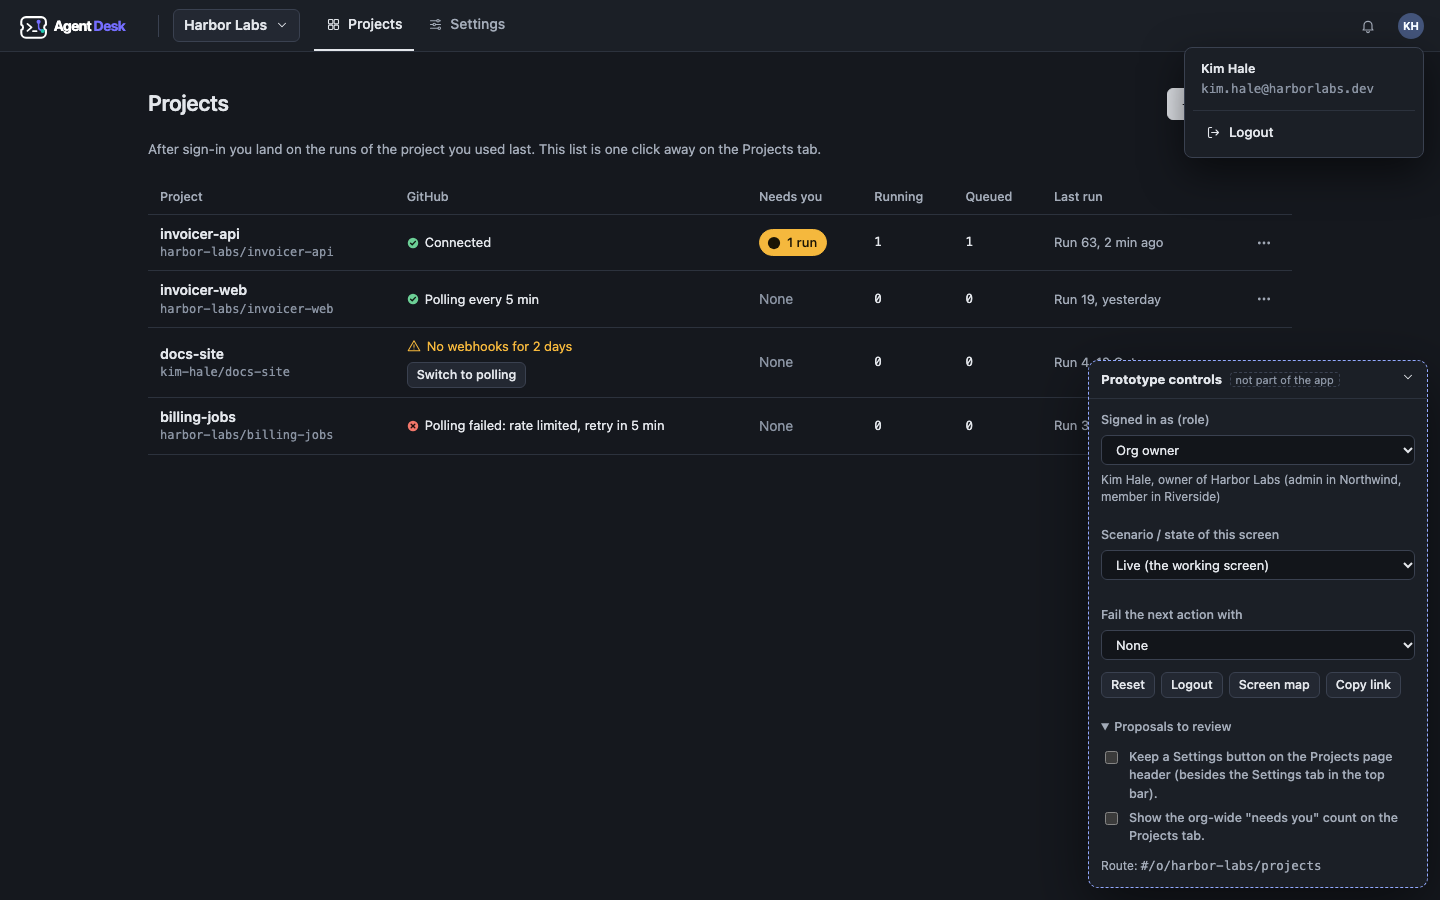 AgentDesk
Harbor Labs
Projects
Settings
KH
Kim Hale
kim.hale@harborlabs.dev
Logout
Projects
After sign-in you land on the runs of the project you used last. This list is one click away on the Projects tab.
Project GitHub Needs you Running Queued Last run
invoicer-api
harbor-labs/invoicer-api
Connected
1 run
1
1
Run 63, 2 min ago
invoicer-web
harbor-labs/invoicer-web
Polling every 5 min
None
0
0
Run 19, yesterday
docs-site
kim-hale/docs-site
No webhooks for 2 days
Switch to polling
None
0
0
Run 4
billing-jobs
harbor-labs/billing-jobs
Polling failed: rate limited, retry in 5 min
None
0
0
Run 3
Prototype controls
not part of the app
Signed in as (role)
Org owner
Kim Hale, owner of Harbor Labs (admin in Northwind,
member in Riverside)
Scenario / state of this screen
Live (the working screen)
Fail the next action with
None
Reset
Logout
Screen map
Copy link
Proposals to review
Keep a Settings button on the Projects page
header (besides the Settings tab in the top
bar).
Show the org-wide "needs you" count on the
Projects tab.
Route: #/o/harbor-labs/projects